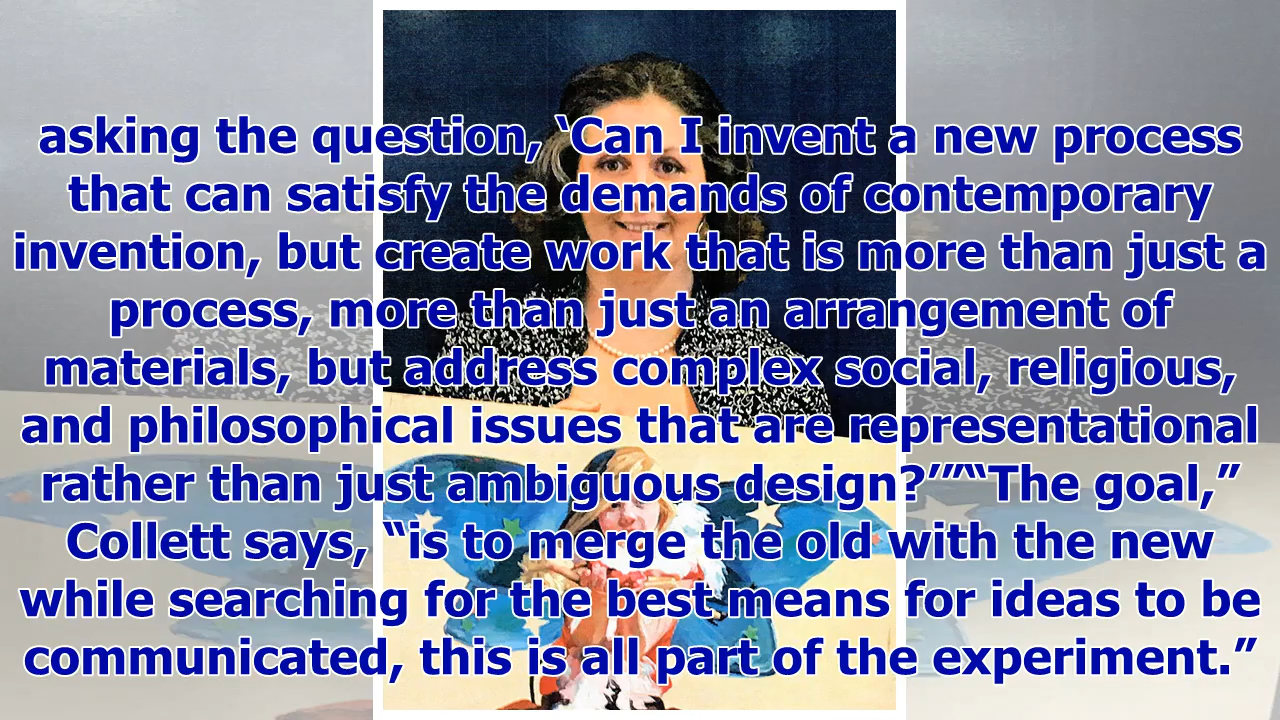 asking the question, ‘Can I invent a new process
that can satisfy the demands of contemporary
invention, but create work that is more than just a
process, more than just an arrangement of
materials, but address complex social, religious,
and philosophical issues that are representational
rather than just ambiguous design?’”“The goal,”
Collett says, “is to merge the old with the new
while searching for the best means for ideas to be
communicated, this is all part of the experiment.”